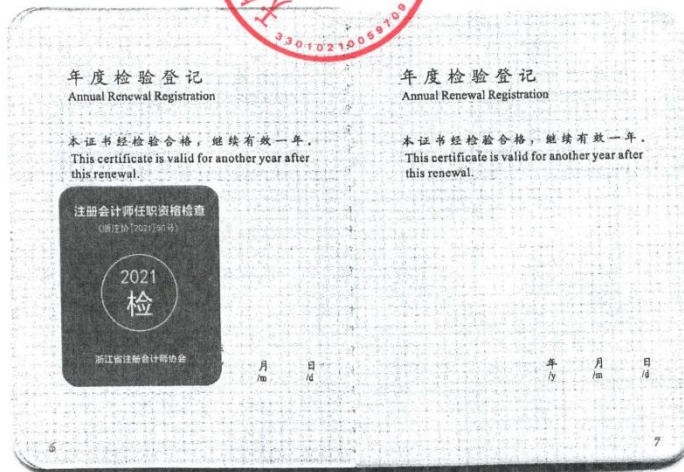 33010210059709
年度检验登记
Annual Renewal Registration
本证书经检验合格，继续有效一年。
This certificate is valid for another year after
this renewal.
注册会计师任职资格检查
(浙注协[2021]90号)
2021
检
浙江省注册会计师协会
月 日
/m /d
6
年度检验登记
Annual Renewal Registration
本证书经检验合格，继续有效一年。
This certificate is valid for another year after
this renewal.
年 月 日
/y /m /d
7